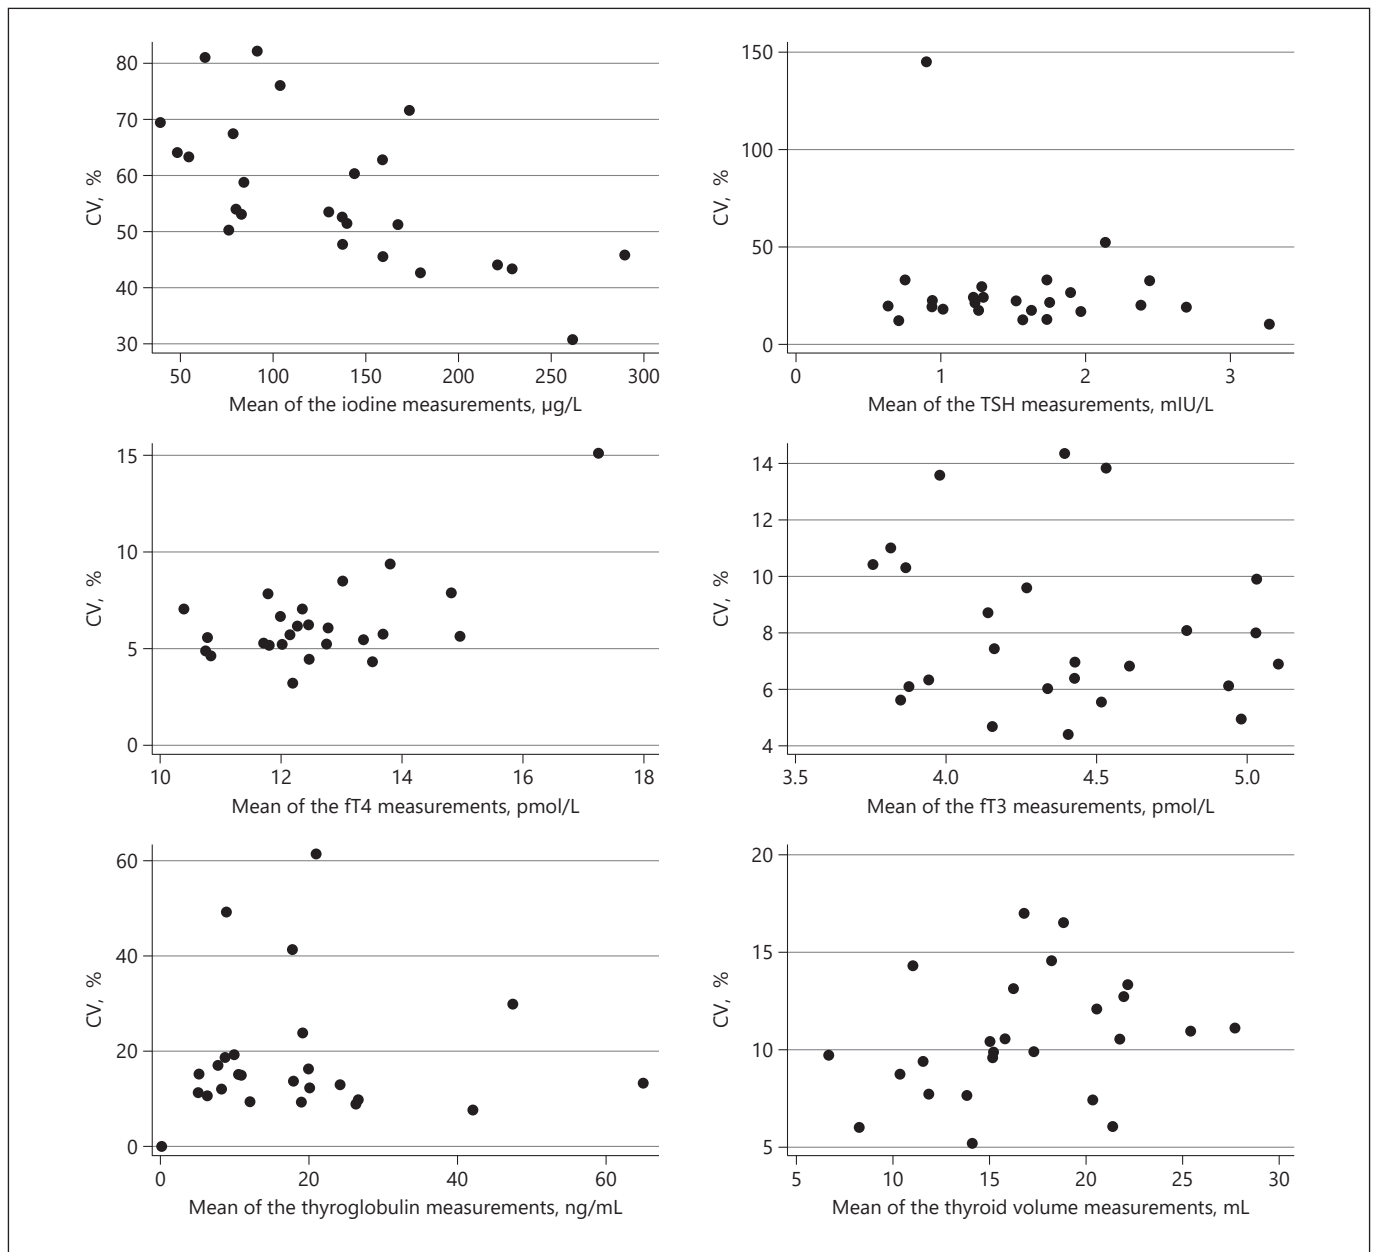 CV, %
80
70
60
50
40
30
50 100 150 200 250 300
Mean of the iodine measurements, µg/L
CV, %
150
100
50
0
0 1 2 3
Mean of the TSH measurements, mIU/L
CV, %
15
10
5
0
10 12 14 16 18
Mean of the fT4 measurements, pmol/L
CV, %
14
12
10
8
6
4
3.5 4.0 4.5 5.0
Mean of the fT3 measurements, pmol/L
CV, %
60
40
20
0
0 20 40 60
Mean of the thyroglobulin measurements, ng/mL
CV, %
20
15
10
5
5 10 15 20 25 30
Mean of the thyroid volume measurements, mL